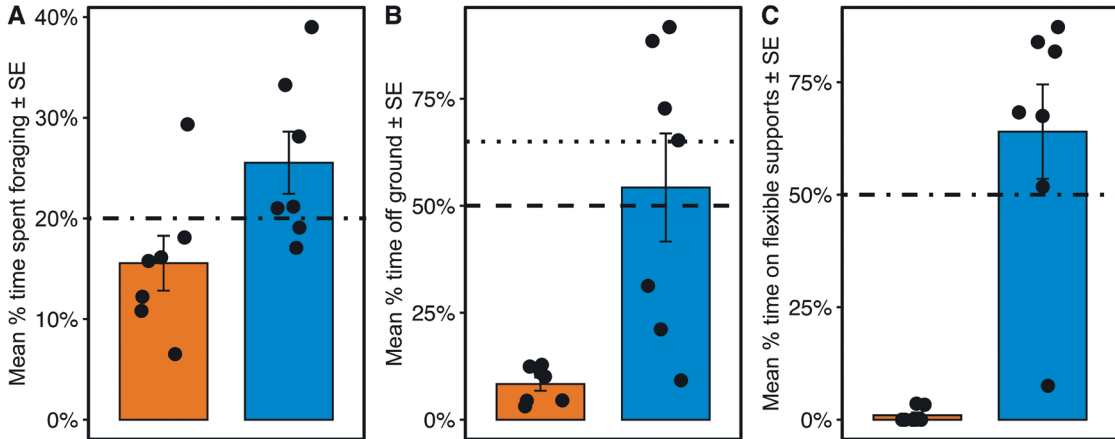 A
Mean % time spent foraging ± SE
40%
30%
20%
10%
0%
B
Mean % time off ground ± SE
75%
50%
25%
0%
C
Mean % time on flexible supports ± SE
75%
50%
25%
0%